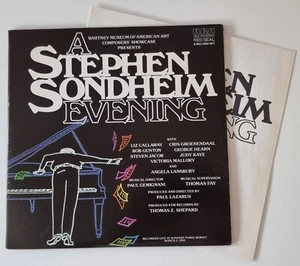 WHITNEY MUSEUM OF AMERICAN ART
COMPOSERS' SHOWCASE
PRESENTS
RCA
RED SEAL
A
STEPHEN
SONDHEIM
EVENING
WITH
LIZ CALLAWAY CRIS GROENENDAAL
BOB GUNTON GEORGE HEARN
STEVEN JACOB JUDY KAYE
VICTORIA MALLORY
AND
ANGELA LANSBURY
MUSICAL DIRECTOR MUSICAL SUPERVISION
PAUL GEMIGNANI THOMAS FAY
PRODUCED AND DIRECTED BY
PAUL LAZARUS
PRODUCED FOR RECORDS BY
THOMAS Z. SHEPARD